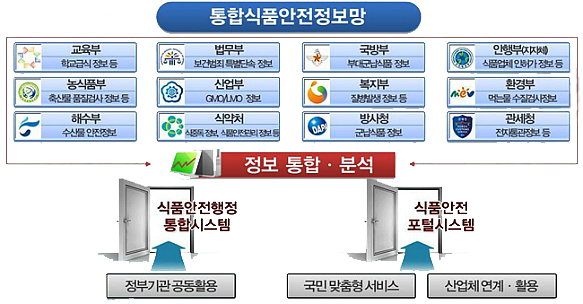 통합식품안전정보망
교육부
학교급식 정보 등
법무부
보건범죄 특별단속 정보
국방부
부대군납식품 정보
안행부(지자체)
식품업체 인허가 정보 등
농식품부
축산물 품질검사 정보 등
산업부
GMO/LMO 정보
복지부
질병발생 정보 등
환경부
먹는물 수질검사정보
해수부
수산물 안전정보
식약처
식중독 정보, 식품안전관리 정보 등
방사청
군납식품 정보
관세청
전자통관정보 등
정보 통합 · 분석
식품안전행정
통합시스템
식품안전
포털시스템
정부기관 공동활용
국민 맞춤형 서비스
산업체 연계 · 활용